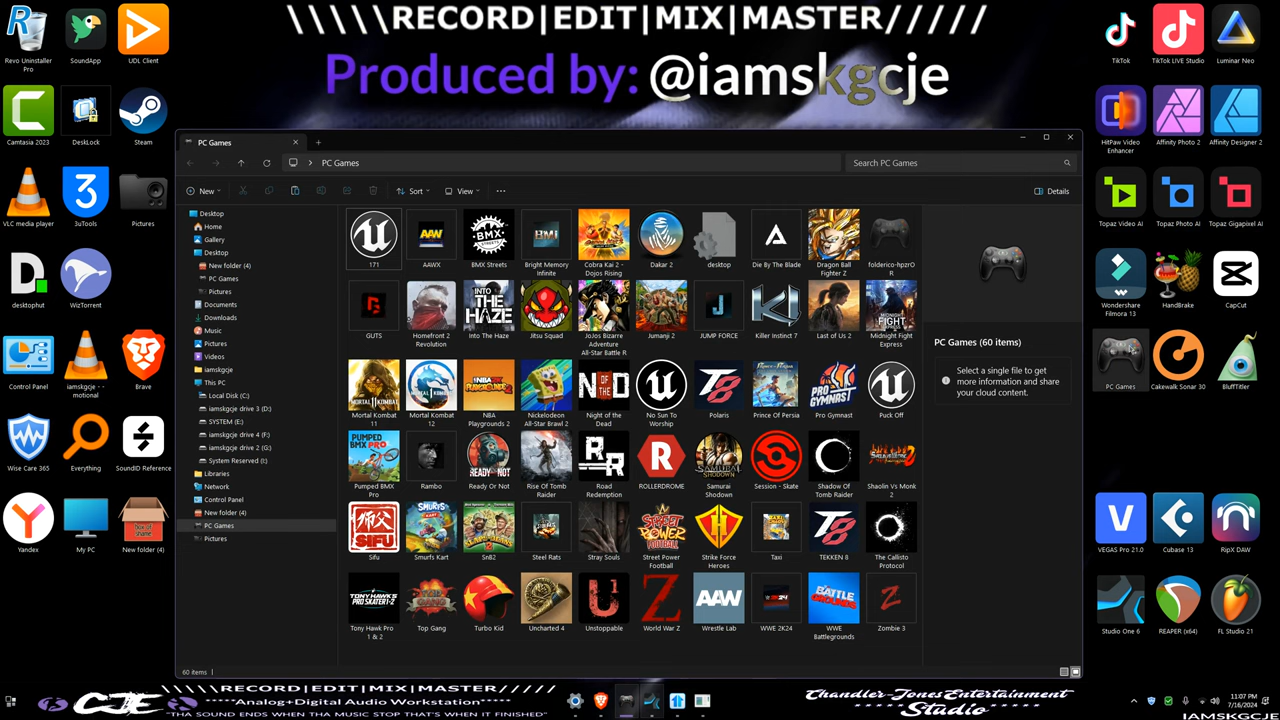 \\\\\RECORD|EDIT|MIX|MASTER/////
Produced by: @iamskgcje
Revo Uninstaller
Pro
SoundApp
UDL Client
Camtasia 2023
DeskLock
Steam
VLC media player
3uTools
Pictures
desktophut
WizTorrent
Control Panel
iamskgcje - -
motional
Brave
Wise Care 365
Everything
SoundID Reference
Yandex
My PC
New folder (4)
TikTok
TikTok LIVE Studio
Luminar Neo
HitPaw Video
Enhancer
Affinity Photo 2
Affinity Designer 2
Topaz Video AI
Topaz Photo AI
Topaz Gigapixel AI
Wondershare
Filmora 13
HandBrake
CapCut
PC Games
Cakewalk Sonar 30
BluffTitler
VEGAS Pro 21.0
Cubase 13
RipX DAW
Studio One 6
REAPER (x64)
FL Studio 21
PC Games
PC Games
Search PC Games
New
Sort
View
Details
Desktop
Home
Gallery
Desktop
New folder (4)
PC Games
Pictures
Documents
Downloads
Music
Pictures
Videos
iamskgcje
This PC
Local Disk (C:)
iamskgcje drive 3 (D:)
SYSTEM (E:)
iamskgcje drive 4 (F:)
iamskgcje drive 2 (G:)
System Reserved (I:)
Libraries
Network
Control Panel
New folder (4)
PC Games
Pictures
171
AAWX
BMX Streets
Bright Memory
Infinite
Cobra Kai 2 -
Dojos Rising
Dakar 2
desktop
Die By The Blade
Dragon Ball
Fighter Z
folderico-hpzrO
R
GUTS
Homefront 2
Revolution
Into The Haze
Jitsu Squad
JoJos Bizarre
Adventure
All-Star Battle R
Jumanji 2
JUMP FORCE
Killer Instinct 7
Last of Us 2
Midnight Fight
Express
Mortal Kombat
11
Mortal Kombat
12
NBA
Playgrounds 2
Nickelodeon
All-Star Brawl 2
Night of the
Dead
No Sun To
Worship
Polaris
Prince Of Persia
Pro Gymnast
Puck Off
Pumped BMX
Pro
Rambo
Ready Or Not
Rise Of Tomb
Raider
Road
Redemption
ROLLERDROME
Samurai
Shodown
Session - Skate
Shadow Of
Tomb Raider
Shaolin Vs Monk
2
Sifu
Smurfs Kart
SnB2
Steel Rats
Stray Souls
Street Power
Football
Strike Force
Heroes
Taxi
TEKKEN 8
The Callisto
Protocol
Tony Hawk Pro
1 & 2
Top Gang
Turbo Kid
Uncharted 4
Unstoppable
World War Z
Wrestle Lab
WWE 2K24
WWE
Battlegrounds
Zombie 3
PC Games (60 items)
Select a single file to get
more information and share
your cloud content.
60 items
CJE
\\\\\RECORD|EDIT|MIX|MASTER/////
Analog+Digital Audio Workstation
"THA SOUND ENDS WHEN THA MUSIC STOP THAT'S WHEN IT FINISHED"
Chandler-JonesEntertainment
Studio
11:07 PM
7/16/2024
IAMSKGCJE